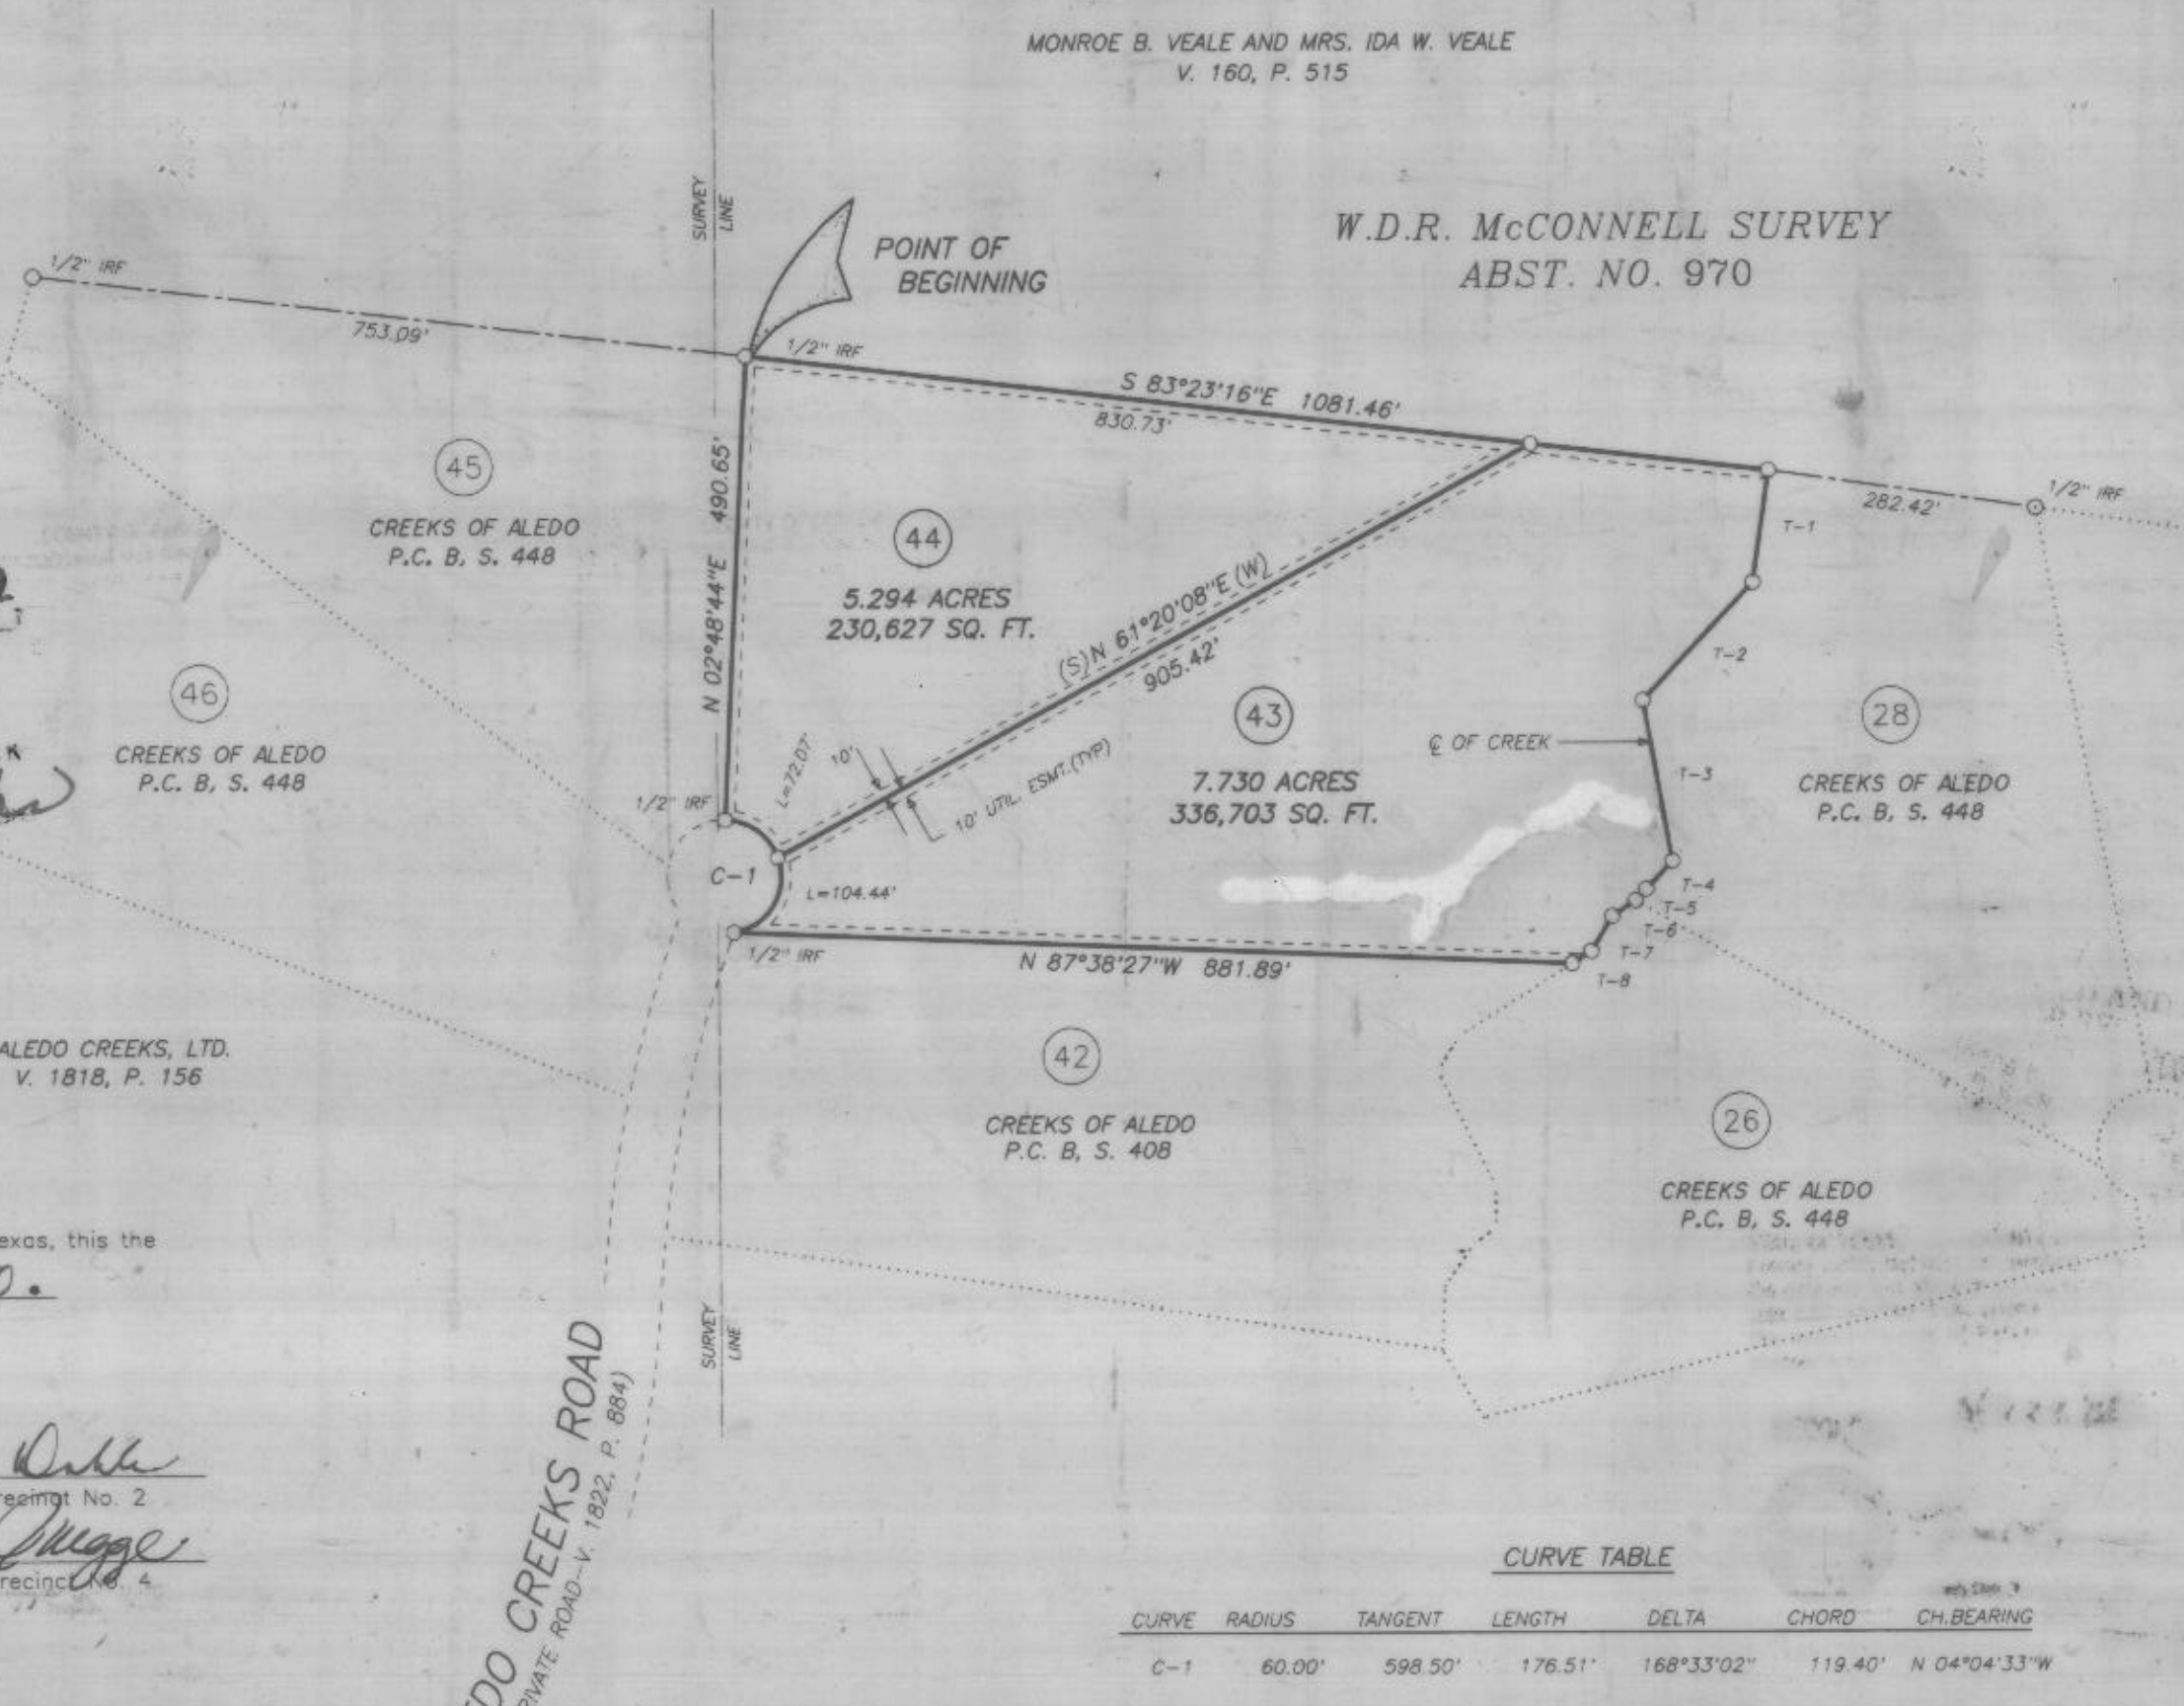 MONROE B. VEALE AND MRS. IDA W. VEALE
V. 160, P. 515
SURVEY
LINE
W.D.R. McCONNELL SURVEY
ABST. NO. 970
POINT OF
BEGINNING
1/2" IRF
753.09'
1/2" IRF
S 83°23'16"E 1081.46'
830.73'
282.42'
1/2" IRF
45
CREEKS OF ALEDO
P.C. B, S. 448
N 02°48'44"E 490.65'
44
5.294 ACRES
230,627 SQ. FT.
(S)N 61°20'08"E (W)
905.42'
T-1
T-2
46
CREEKS OF ALEDO
P.C. B, S. 448
43
7.730 ACRES
336,703 SQ. FT.
℄ OF CREEK
T-3
28
CREEKS OF ALEDO
P.C. B, S. 448
L=72.07'
10'
10' UTIL. ESMT.(TYP)
1/2" IRF
C-1
L=104.44'
T-4
T-5
T-6
T-7
T-8
1/2" IRF
N 87°38'27"W 881.89'
ALEDO CREEKS, LTD.
V. 1818, P. 156
42
CREEKS OF ALEDO
P.C. B, S. 408
26
CREEKS OF ALEDO
P.C. B, S. 448
exas, this the
SURVEY
LINE
recinct No. 2
recinct No. 4
EDO CREEKS ROAD
PRIVATE ROAD-V. 1822, P. 884)
CURVE TABLE
CURVE RADIUS TANGENT LENGTH DELTA CHORD CH.BEARING
C-1 60.00' 598.50' 176.51' 168°33'02" 119.40' N 04°04'33"W